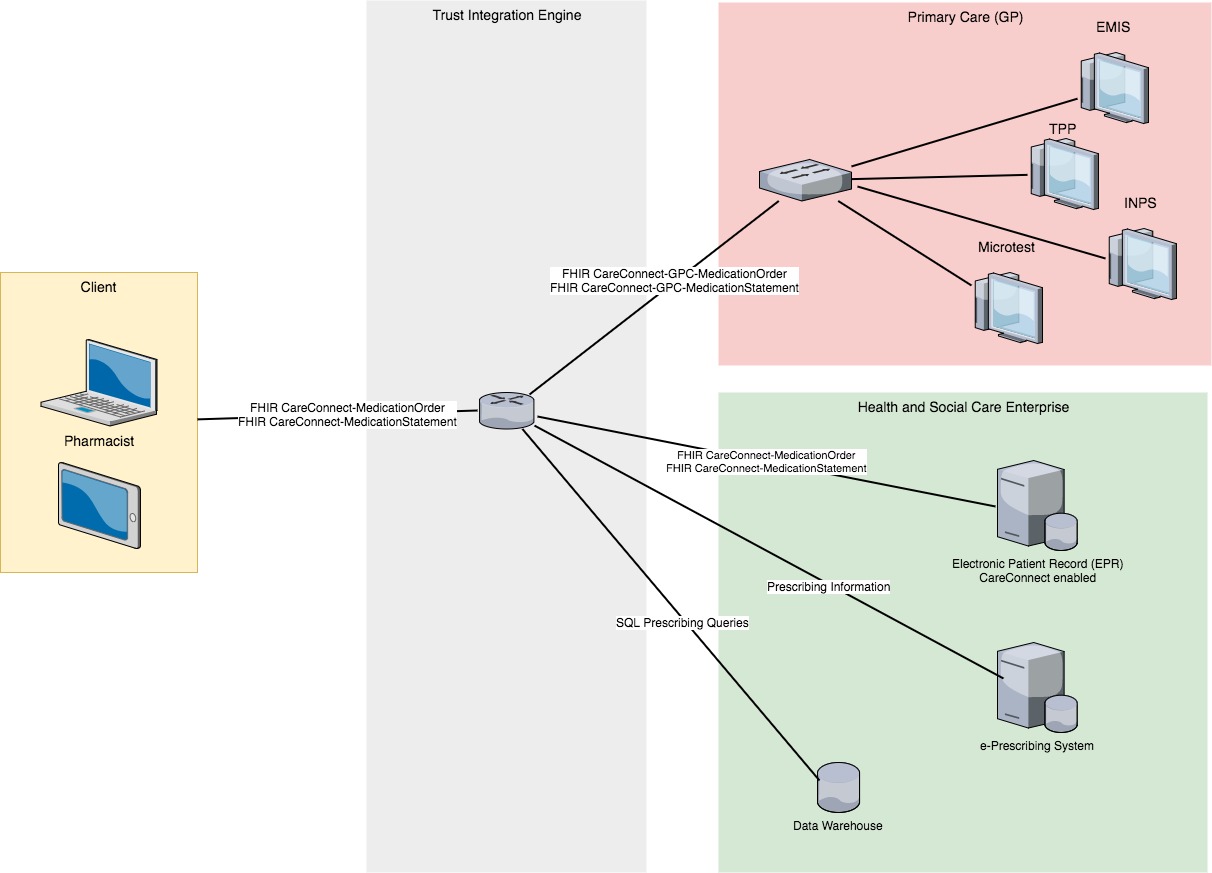 Trust Integration Engine
Primary Care (GP)
EMIS
TPP
INPS
Microtest
FHIR CareConnect-GPC-MedicationOrder
FHIR CareConnect-GPC-MedicationStatement
Client
Pharmacist
FHIR CareConnect-MedicationOrder
FHIR CareConnect-MedicationStatement
Health and Social Care Enterprise
FHIR CareConnect-MedicationOrder
FHIR CareConnect-MedicationStatement
Electronic Patient Record (EPR)
CareConnect enabled
Prescribing Information
SQL Prescribing Queries
e-Prescribing System
Data Warehouse